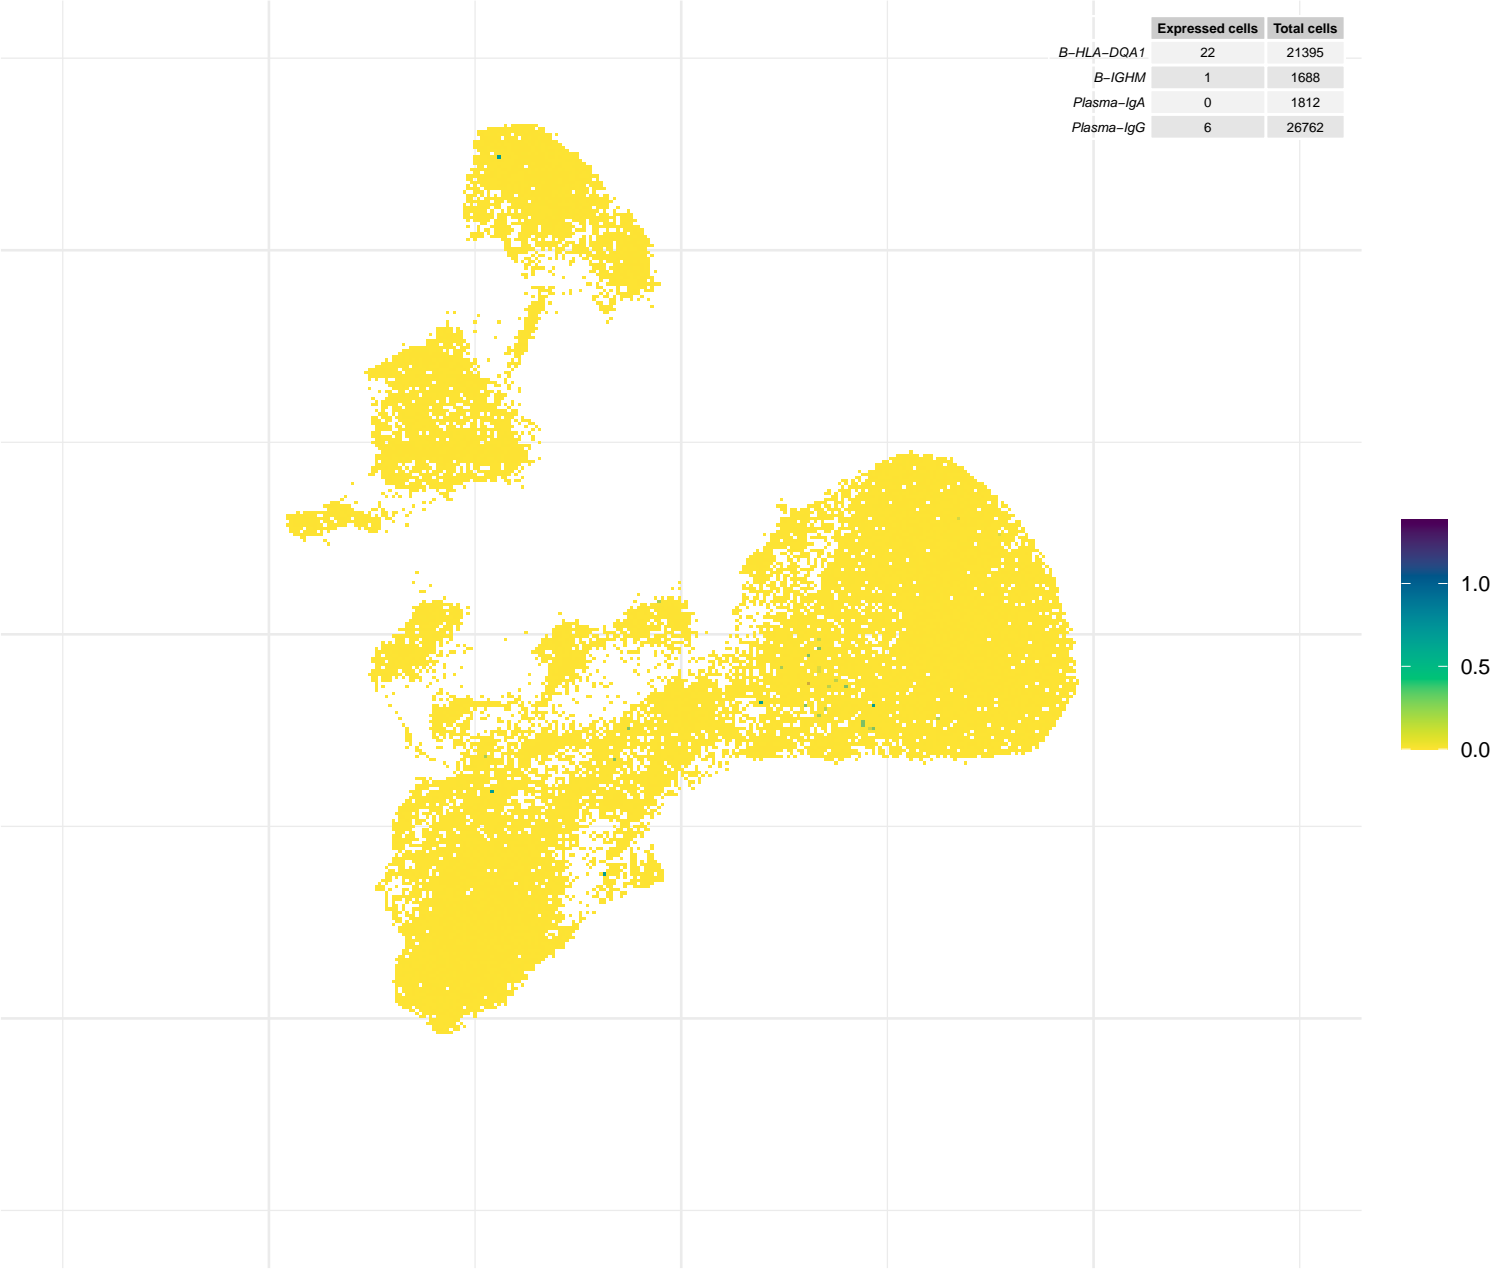 Expressed cells Total cells
B−HLA−DQA1 22 21395
B−IGHM 1 1688
Plasma−IgA 0 1812
Plasma−IgG 6 26762
1.0
0.5
0.0